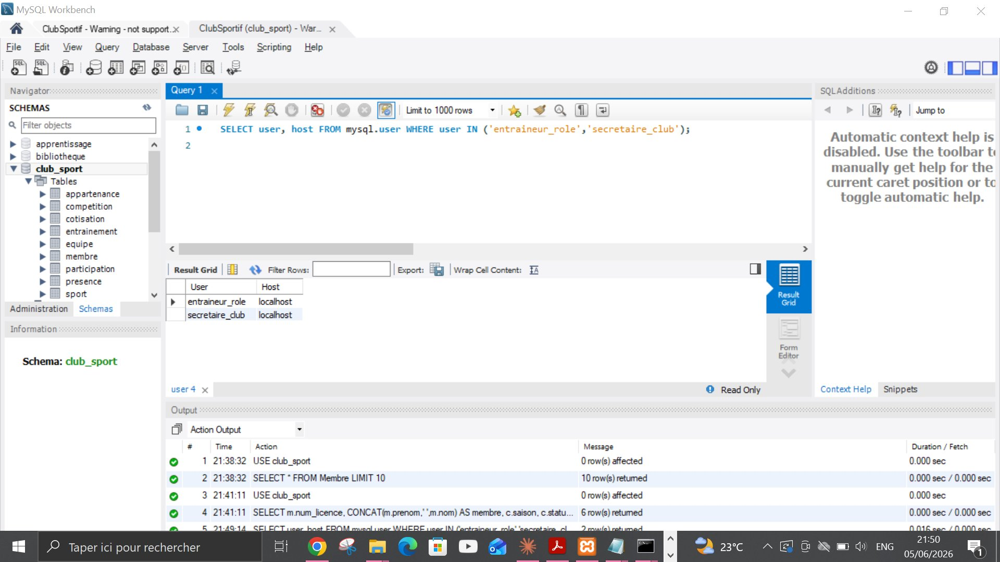 MySQL Workbench
ClubSportif - Warning - not support...
ClubSportif (club_sport) - War...
File Edit View Query Database Server Tools Scripting Help
Navigator
SCHEMAS
Filter objects
apprentissage
bibliotheque
club_sport
Tables
appartenance
competition
cotisation
entrainement
equipe
membre
participation
presence
sport
Administration Schemas
Information
Schema: club_sport
Query 1
Limit to 1000 rows
1 SELECT user, host FROM mysql.user WHERE user IN ('entraineur_role','secretaire_club');
2
Result Grid Filter Rows: Export: Wrap Cell Content:
User Host
entraineur_role localhost
secretaire_club localhost
Result Grid
Form Editor
user 4
Read Only
SQLAdditions
Jump to
Automatic context help is
disabled. Use the toolbar to
manually get help for the
current caret position or to
toggle automatic help.
Context Help Snippets
Output
Action Output
# Time Action Message Duration / Fetch
1 21:38:32 USE club_sport 0 row(s) affected 0.000 sec
2 21:38:32 SELECT * FROM Membre LIMIT 10 10 row(s) returned 0.000 sec / 0.000 sec
3 21:41:11 USE club_sport 0 row(s) affected 0.000 sec
4 21:41:11 SELECT m.num_licence, CONCAT(m.prenom,' ',m.nom) AS membre, c.saison, c.statu... 6 row(s) returned 0.000 sec / 0.000 sec
5 21:49:14 SELECT user, host FROM mysql.user WHERE user IN ('entraineur_role','secretaire_cl... 2 row(s) returned 0.016 sec / 0.000 sec
Taper ici pour rechercher
23°C
ENG
21:50
05/06/2026
1